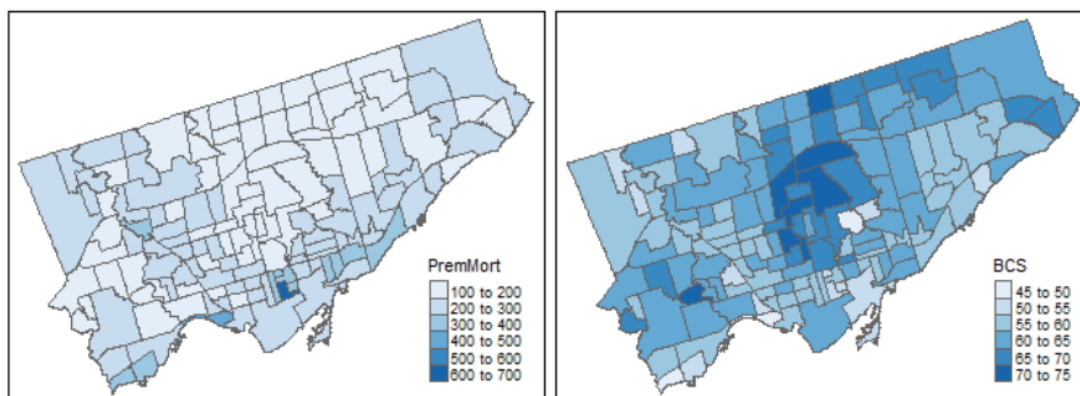 PremMort
100 to 200
200 to 300
300 to 400
400 to 500
500 to 600
600 to 700
BCS
45 to 50
50 to 55
55 to 60
60 to 65
65 to 70
70 to 75